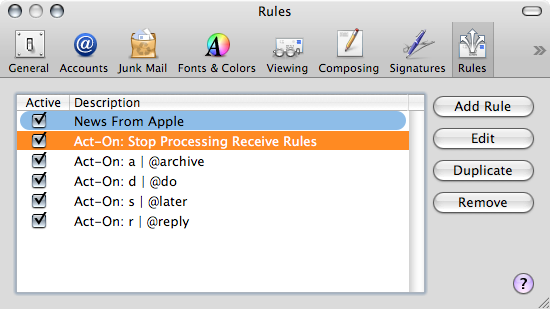 Rules
General Accounts Junk Mail Fonts & Colors Viewing Composing Signatures Rules
Active Description
News From Apple
Act-On: Stop Processing Receive Rules
Act-On: a | @archive
Act-On: d | @do
Act-On: s | @later
Act-On: r | @reply
Add Rule
Edit
Duplicate
Remove
?